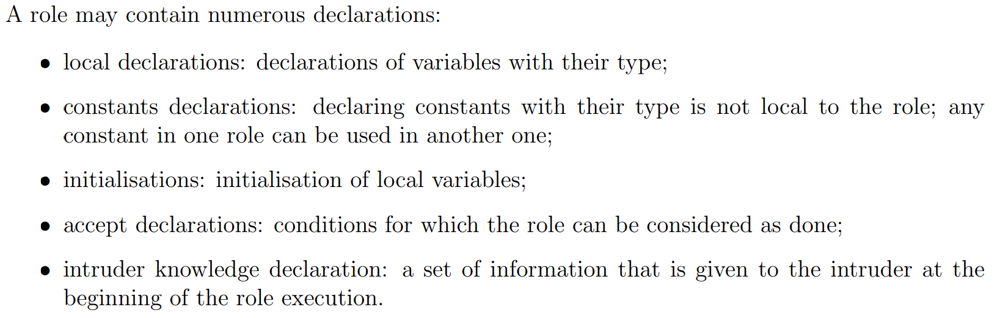 A role may contain numerous declarations:
• local declarations: declarations of variables with their type;
• constants declarations: declaring constants with their type is not local to the role; any
constant in one role can be used in another one;
• initialisations: initialisation of local variables;
• accept declarations: conditions for which the role can be considered as done;
• intruder knowledge declaration: a set of information that is given to the intruder at the
beginning of the role execution.